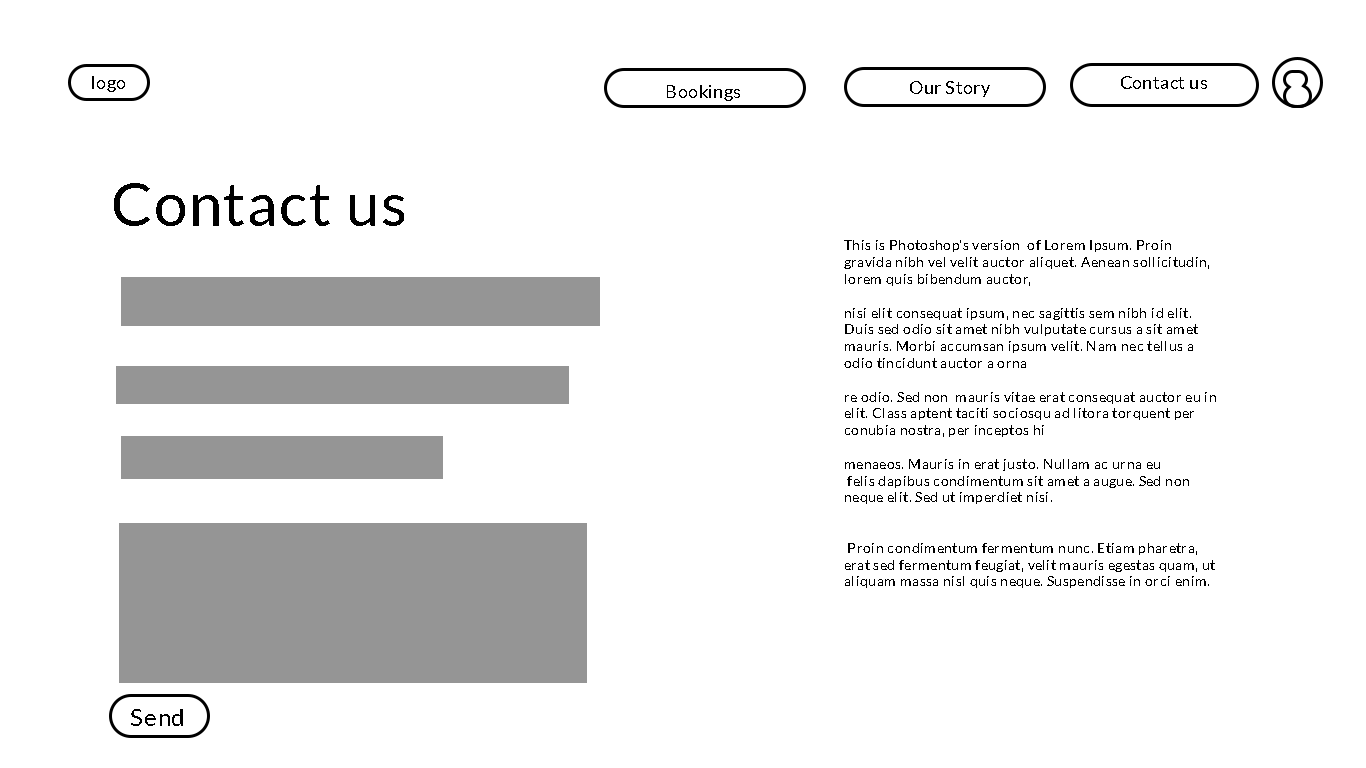 logo
Bookings
Our Story
Contact us
Contact us
This is Photoshop's version  of Lorem Ipsum. Proin
gravida nibh vel velit auctor aliquet. Aenean sollicitudin,
lorem quis bibendum auctor,
nisi elit consequat ipsum, nec sagittis sem nibh id elit.
Duis sed odio sit amet nibh vulputate cursus a sit amet
mauris. Morbi accumsan ipsum velit. Nam nec tellus a
odio tincidunt auctor a orna
re odio. Sed non  mauris vitae erat consequat auctor eu in
elit. Class aptent taciti sociosqu ad litora torquent per
conubia nostra, per inceptos hi
menaeos. Mauris in erat justo. Nullam ac urna eu
felis dapibus condimentum sit amet a augue. Sed non
neque elit. Sed ut imperdiet nisi.
Proin condimentum fermentum nunc. Etiam pharetra,
erat sed fermentum feugiat, velit mauris egestas quam, ut
aliquam massa nisl quis neque. Suspendisse in orci enim.
Send